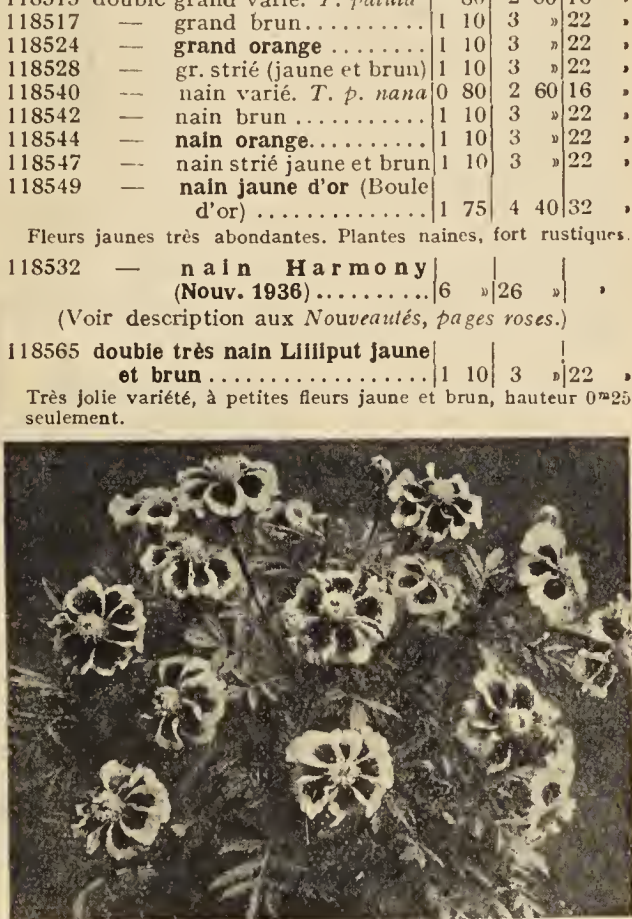 double grand varié. T. patula 80 2 60 16 »
118517 — grand brun.......... 1 10 3 » 22 »
118524 — grand orange......... 1 10 3 » 22 »
118528 — gr. strié (jaune et brun) 1 10 3 » 22 »
118540 — nain varié. T. p. nana 0 80 2 60 16 »
118542 — nain brun........... 1 10 3 » 22 »
118544 — nain orange.......... 1 10 3 » 22 »
118547 — nain strié jaune et brun 1 10 3 » 22 »
118549 — nain jaune d'or (Boule
d'or) ............... 1 75 4 40 32 »
Fleurs jaunes très abondantes. Plantes naines, fort rustiques.
118532 — nain Harmony
(Nouv. 1936).......... 6 » 26 » »
(Voir description aux Nouveautés, pages roses.)
118565 double très nain Lilliput jaune
et brun.................. 1 10 3 » 22 »
Très jolie variété, à petites fleurs jaune et brun, hauteur 0m25
seulement.